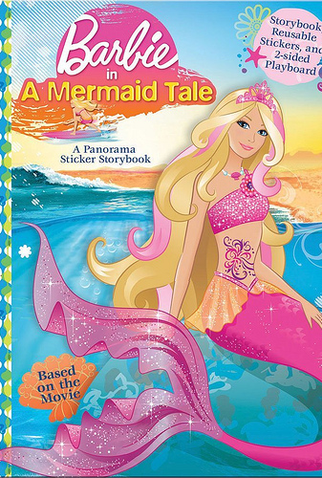 Barbie
in
A Mermaid Tale
A Panorama
Sticker Storybook
Storybook,
Reusable
Stickers, and
2-sided
Playboard
Based
on the
Movie